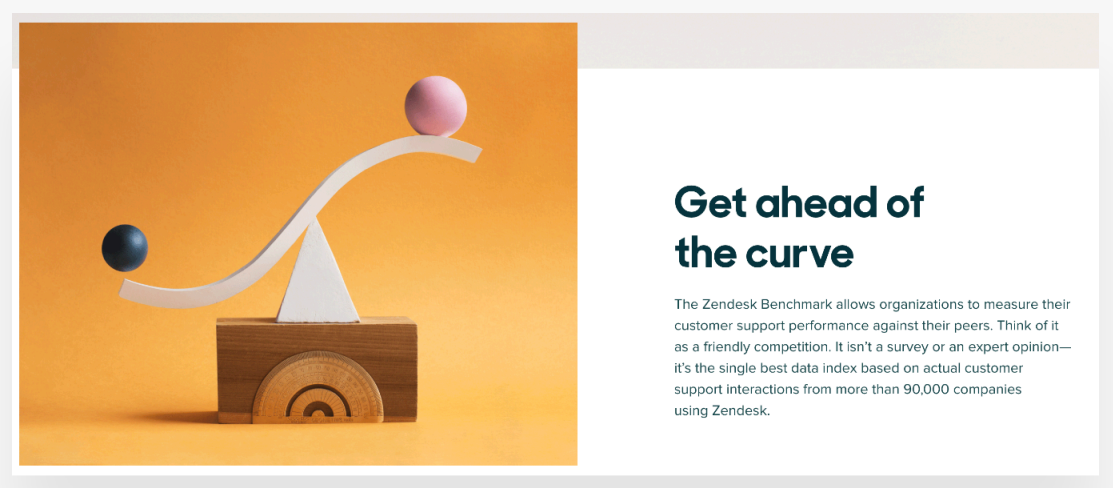 Get ahead of
the curve
The Zendesk Benchmark allows organizations to measure their
customer support performance against their peers. Think of it
as a friendly competition. It isn’t a survey or an expert opinion—
it’s the single best data index based on actual customer
support interactions from more than 90,000 companies
using Zendesk.